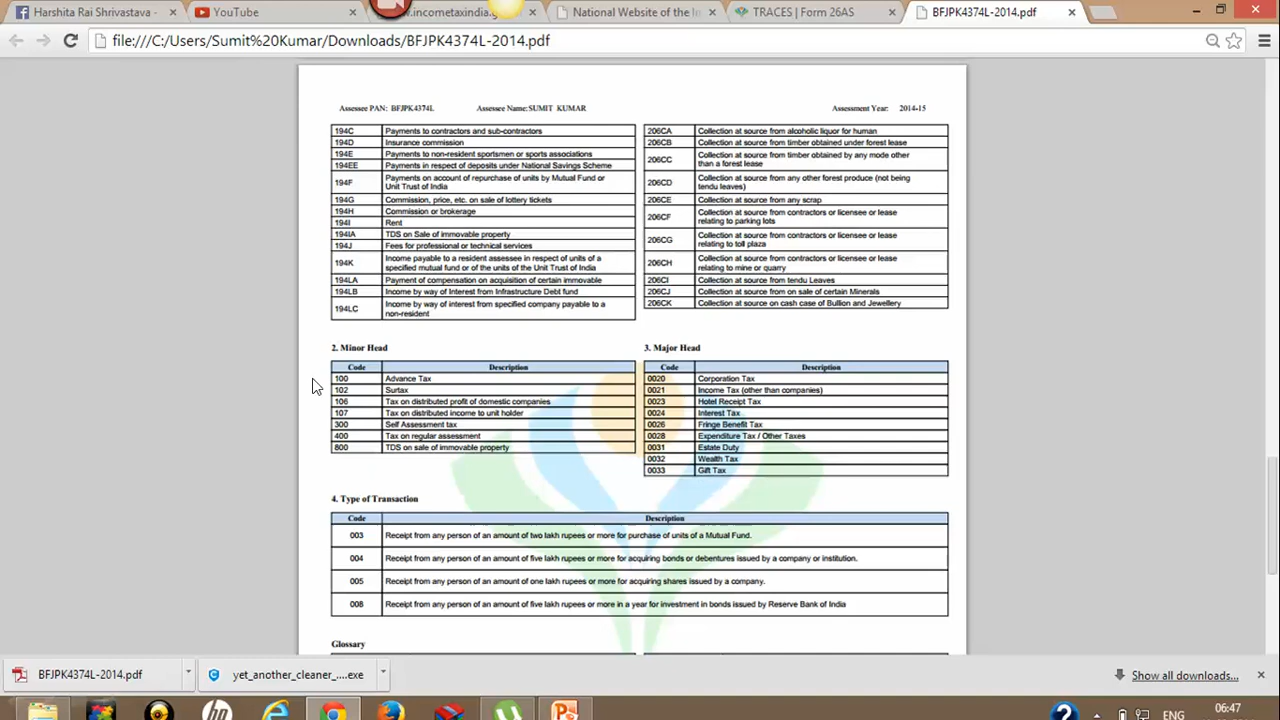 Harshita Rai Shrivastava -
YouTube
w.incometaxindia.g
National Website of the I
TRACES | Form 26AS
BFJPK4374L-2014.pdf
file:///C:/Users/Sumit%20Kumar/Downloads/BFJPK4374L-2014.pdf
Assessee PAN: BFJPK4374L Assessee Name: SUMIT KUMAR Assessment Year: 2014-15
194C Payments to contractors and sub-contractors
194D Insurance commission
194E Payments to non-resident sportsmen or sports associations
194EE Payments in respect of deposits under National Savings Scheme
194F Payments on account of repurchase of units by Mutual Fund or
Unit Trust of India
194G Commission, price, etc. on sale of lottery tickets
194H Commission or brokerage
194I Rent
194IA TDS on Sale of immovable property
194J Fees for professional or technical services
194K Income payable to a resident assessee in respect of units of a
specified mutual fund or of the units of the Unit Trust of India
194LA Payment of compensation on acquisition of certain immovable
194LB Income by way of Interest from Infrastructure Debt fund
194LC Income by way of interest from specified company payable to a
non-resident
206CA Collection at source from alcoholic liquor for human
206CB Collection at source from timber obtained under forest lease
206CC Collection at source from timber obtained by any mode other
than a forest lease
206CD Collection at source from any other forest produce (not being
tendu leaves)
206CE Collection at source from any scrap
206CF Collection at source from contractors or licensee or lease
relating to parking lots
206CG Collection at source from contractors or licensee or lease
relating to toll plaza
206CH Collection at source from contractors or licensee or lease
relating to mine or quarry
206CI Collection at source from tendu Leaves
206CJ Collection at source from on sale of certain Minerals
206CK Collection at source on cash case of Bullion and Jewellery
2. Minor Head
Code Description
100 Advance Tax
102 Surtax
106 Tax on distributed profit of domestic companies
107 Tax on distributed income to unit holder
300 Self Assessment tax
400 Tax on regular assessment
800 TDS on sale of immovable property
3. Major Head
Code Description
0020 Corporation Tax
0021 Income Tax (other than companies)
0023 Hotel Receipt Tax
0024 Interest Tax
0026 Fringe Benefit Tax
0028 Expenditure Tax / Other Taxes
0031 Estate Duty
0032 Wealth Tax
0033 Gift Tax
4. Type of Transaction
Code Description
003 Receipt from any person of an amount of two lakh rupees or more for purchase of units of a Mutual Fund.
004 Receipt from any person of an amount of five lakh rupees or more for acquiring bonds or debentures issued by a company or institution.
005 Receipt from any person of an amount of one lakh rupees or more for acquiring shares issued by a company.
008 Receipt from any person of an amount of five lakh rupees or more in a year for investment in bonds issued by Reserve Bank of India
Glossary
BFJPK4374L-2014.pdf
yet_another_cleaner_....exe
Show all downloads...
ENG
06:47